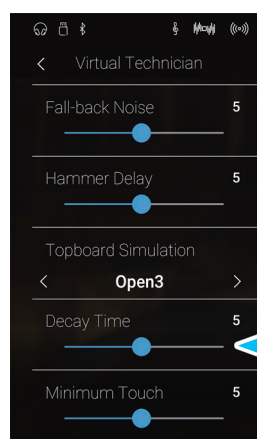 Virtual Technician
Fall-back Noise 5
Hammer Delay 5
Topboard Simulation
Open3
Decay Time 5
Minimum Touch 5